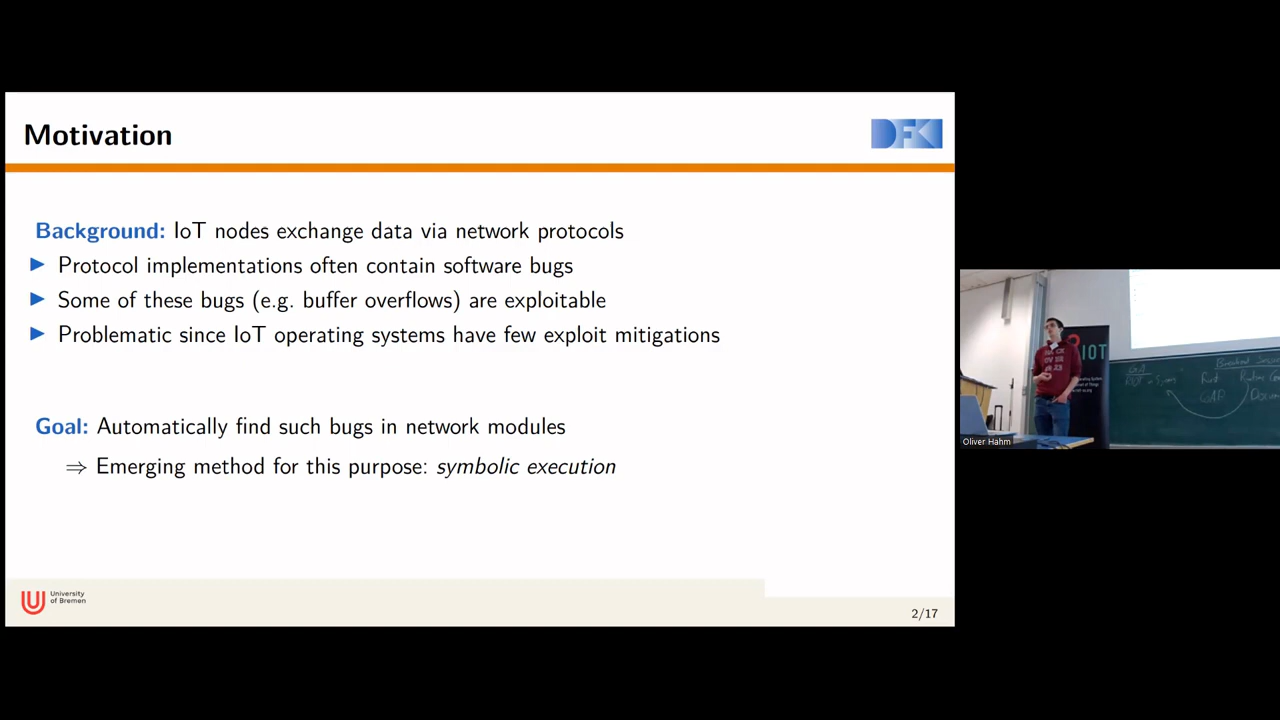 Motivation
DFKI
Background: IoT nodes exchange data via network protocols
▶ Protocol implementations often contain software bugs
▶ Some of these bugs (e.g. buffer overflows) are exploitable
▶ Problematic since IoT operating systems have few exploit mitigations
Goal: Automatically find such bugs in network modules
⇒ Emerging method for this purpose: symbolic execution
University
of Bremen
2/17
IOT
Oliver Hahm